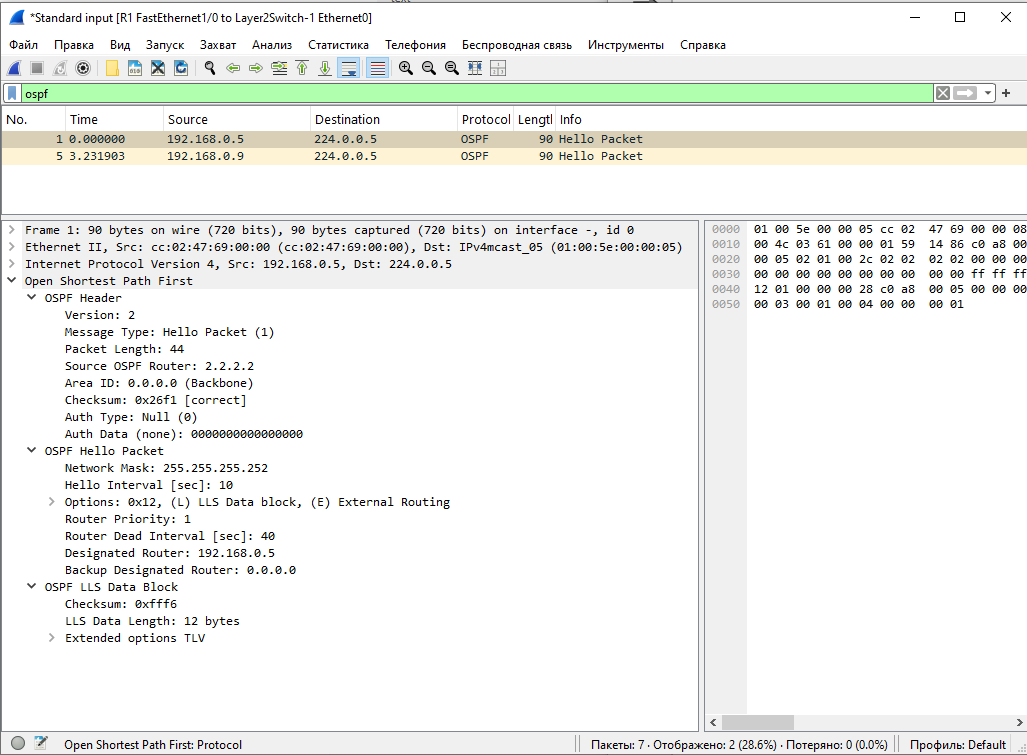 *Standard input [R1 FastEthernet1/0 to Layer2Switch-1 Ethernet0]
Файл Правка Вид Запуск Захват Анализ Статистика Телефония Беспроводная связь Инструменты Справка
ospf
No. Time Source Destination Protocol Lengtl Info
1 0.000000 192.168.0.5 224.0.0.5 OSPF 90 Hello Packet
5 3.231903 192.168.0.9 224.0.0.5 OSPF 90 Hello Packet
Frame 1: 90 bytes on wire (720 bits), 90 bytes captured (720 bits) on interface -, id 0
Ethernet II, Src: cc:02:47:69:00:00 (cc:02:47:69:00:00), Dst: IPv4mcast_05 (01:00:5e:00:00:05)
Internet Protocol Version 4, Src: 192.168.0.5, Dst: 224.0.0.5
Open Shortest Path First
OSPF Header
Version: 2
Message Type: Hello Packet (1)
Packet Length: 44
Source OSPF Router: 2.2.2.2
Area ID: 0.0.0.0 (Backbone)
Checksum: 0x26f1 [correct]
Auth Type: Null (0)
Auth Data (none): 0000000000000000
OSPF Hello Packet
Network Mask: 255.255.255.252
Hello Interval [sec]: 10
Options: 0x12, (L) LLS Data block, (E) External Routing
Router Priority: 1
Router Dead Interval [sec]: 40
Designated Router: 192.168.0.5
Backup Designated Router: 0.0.0.0
OSPF LLS Data Block
Checksum: 0xfff6
LLS Data Length: 12 bytes
Extended options TLV
0000 01 00 5e 00 00 05 cc 02 47 69 00 00 08
0010 00 4c 03 61 00 00 01 59 14 86 c0 a8 00
0020 00 05 02 01 00 2c 02 02 02 02 00 00 00
0030 00 00 00 00 00 00 00 00 00 00 ff ff ff
0040 12 01 00 00 00 28 c0 a8 00 05 00 00 00
0050 00 03 00 01 00 04 00 00 00 01
Open Shortest Path First: Protocol
Пакеты: 7 · Отображено: 2 (28.6%) · Потеряно: 0 (0.0%)
Профиль: Default